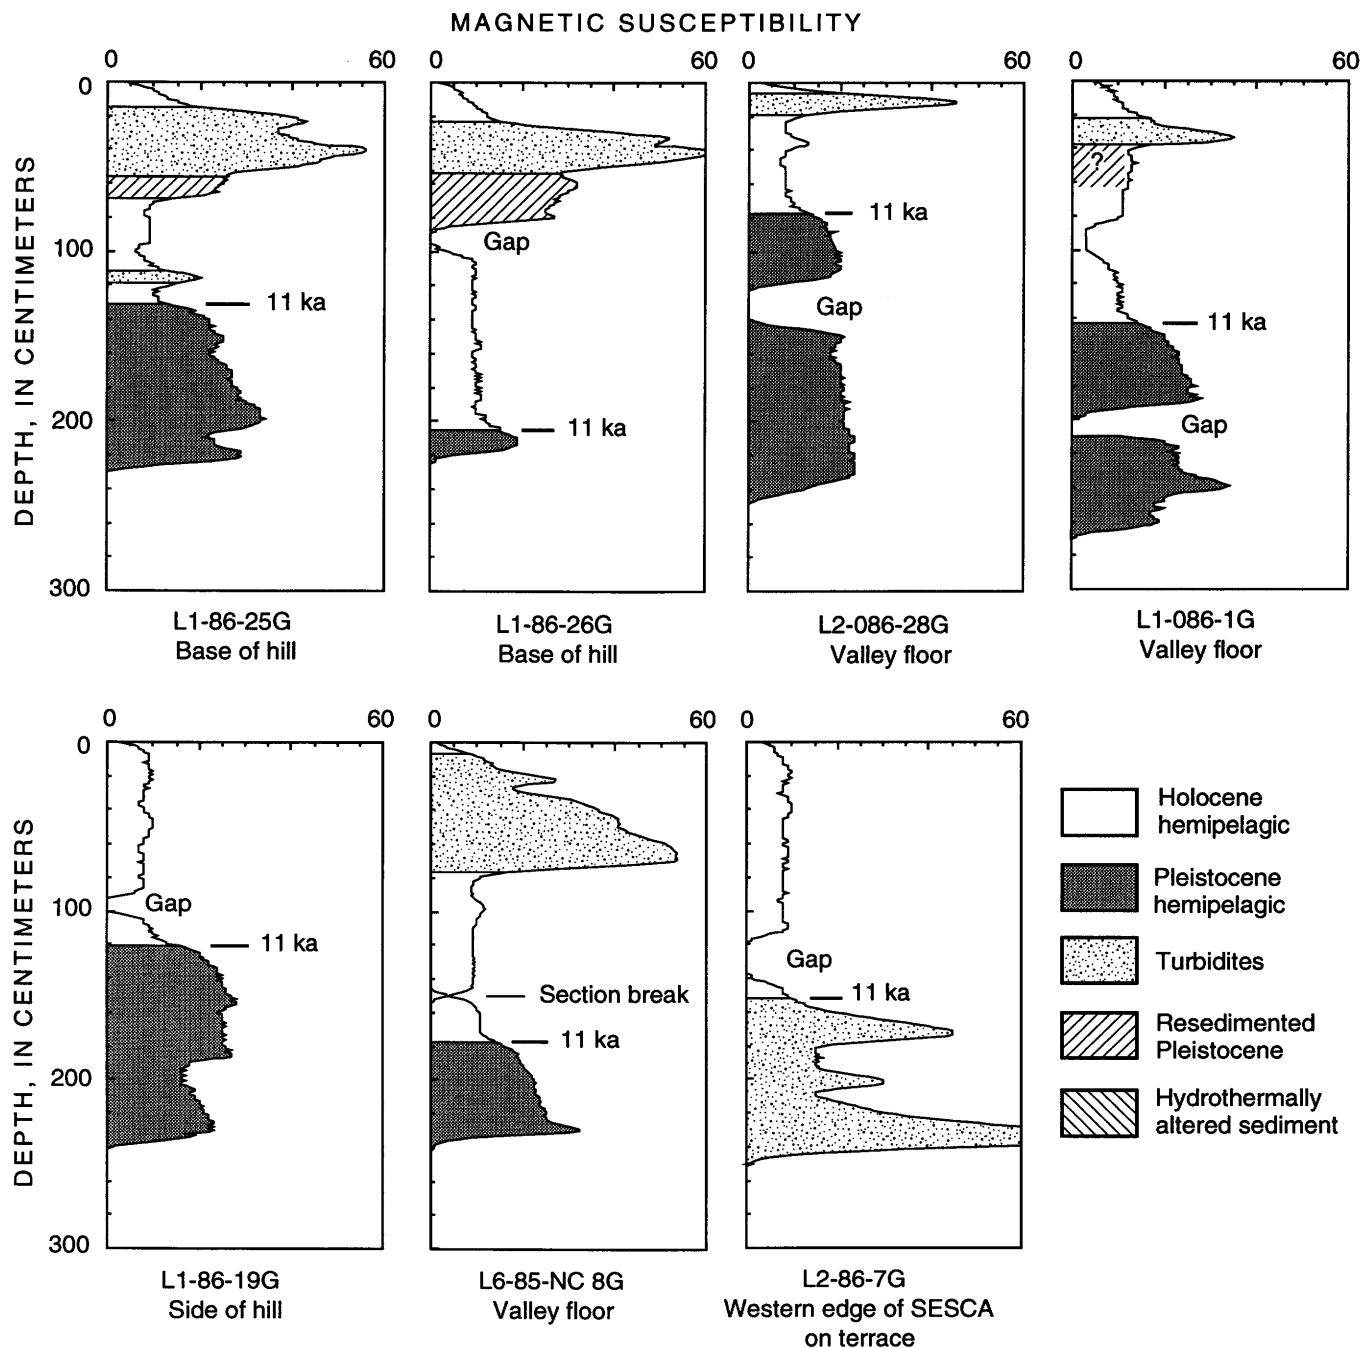 MAGNETIC SUSCEPTIBILITY
0 60 0 60 0 60 0 60
DEPTH, IN CENTIMETERS
0
100
200
300
11 ka
Gap
11 ka
11 ka
Gap
?
11 ka
Gap
L1-86-25G
Base of hill
L1-86-26G
Base of hill
L2-086-28G
Valley floor
L1-086-1G
Valley floor
0 60 0 60 0 60
DEPTH, IN CENTIMETERS
0
100
200
300
Gap
11 ka
Section break
11 ka
Gap
11 ka
L1-86-19G
Side of hill
L6-85-NC 8G
Valley floor
L2-86-7G
Western edge of SESCA
on terrace
Holocene
hemipelagic
Pleistocene
hemipelagic
Turbidites
Resedimented
Pleistocene
Hydrothermally
altered sediment